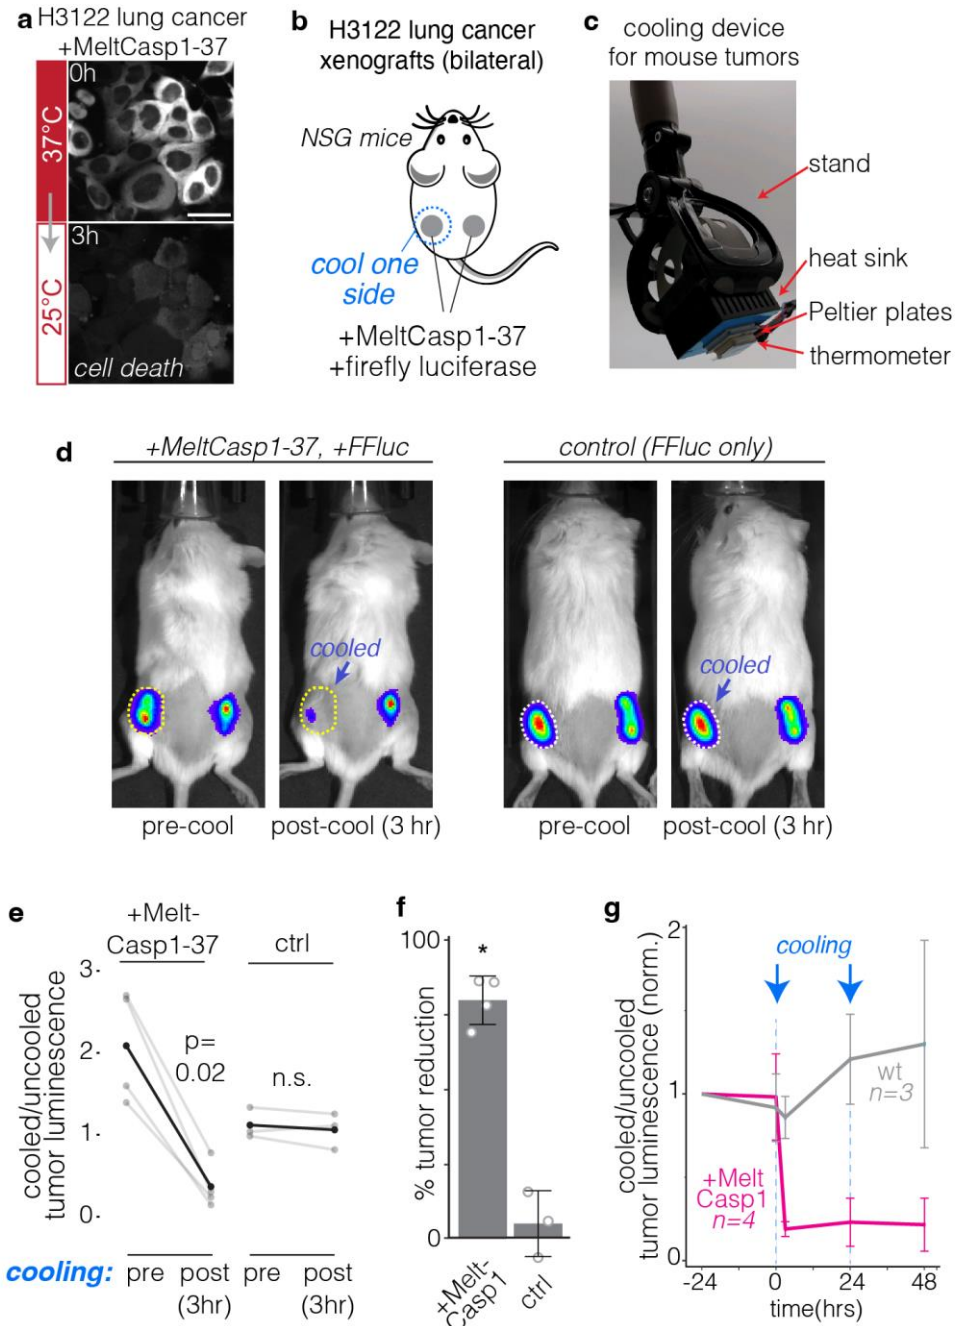 a H3122 lung cancer
+MeltCasp1-37
0h
37°C
3h
25°C
cell death
b H3122 lung cancer
xenografts (bilateral)
NSG mice
cool one
side
+MeltCasp1-37
+firefly luciferase
c cooling device
for mouse tumors
stand
heat sink
Peltier plates
thermometer
d +MeltCasp1-37, +FFluc
control (FFluc only)
cooled
cooled
pre-cool
post-cool (3 hr)
pre-cool
post-cool (3 hr)
e
+Melt-
Casp1-37
ctrl
cooled/uncooled
tumor luminescence
3
2
1
0
p=
0.02
n.s.
cooling: pre post
(3hr)
pre post
(3hr)
f
% tumor reduction
100
0
*
+Melt-
Casp1
ctrl
g
cooled/uncooled
tumor luminescence (norm.)
2
1
0
cooling
wt
n=3
+Melt
Casp1
n=4
-24 0 24 48
time(hrs)